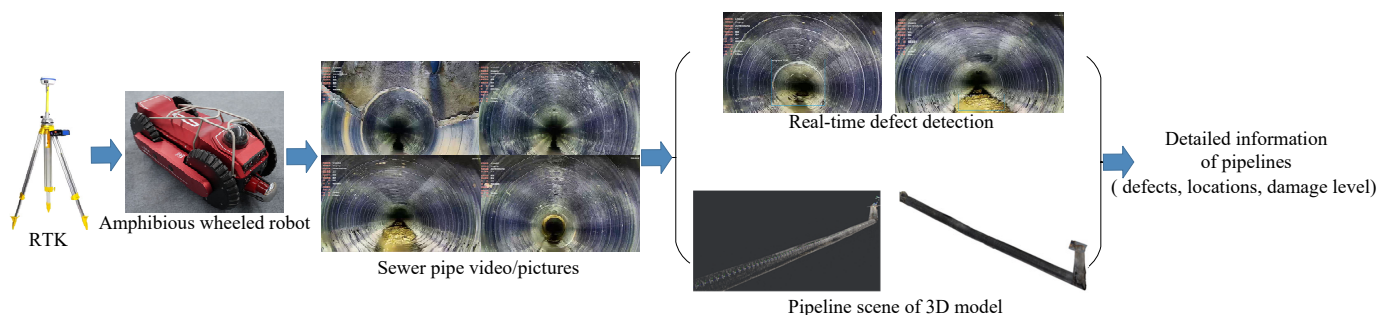 RTK
Amphibious wheeled robot
Sewer pipe video/pictures
Real-time defect detection
Pipeline scene of 3D model
Detailed information
of pipelines
( defects, locations, damage level)